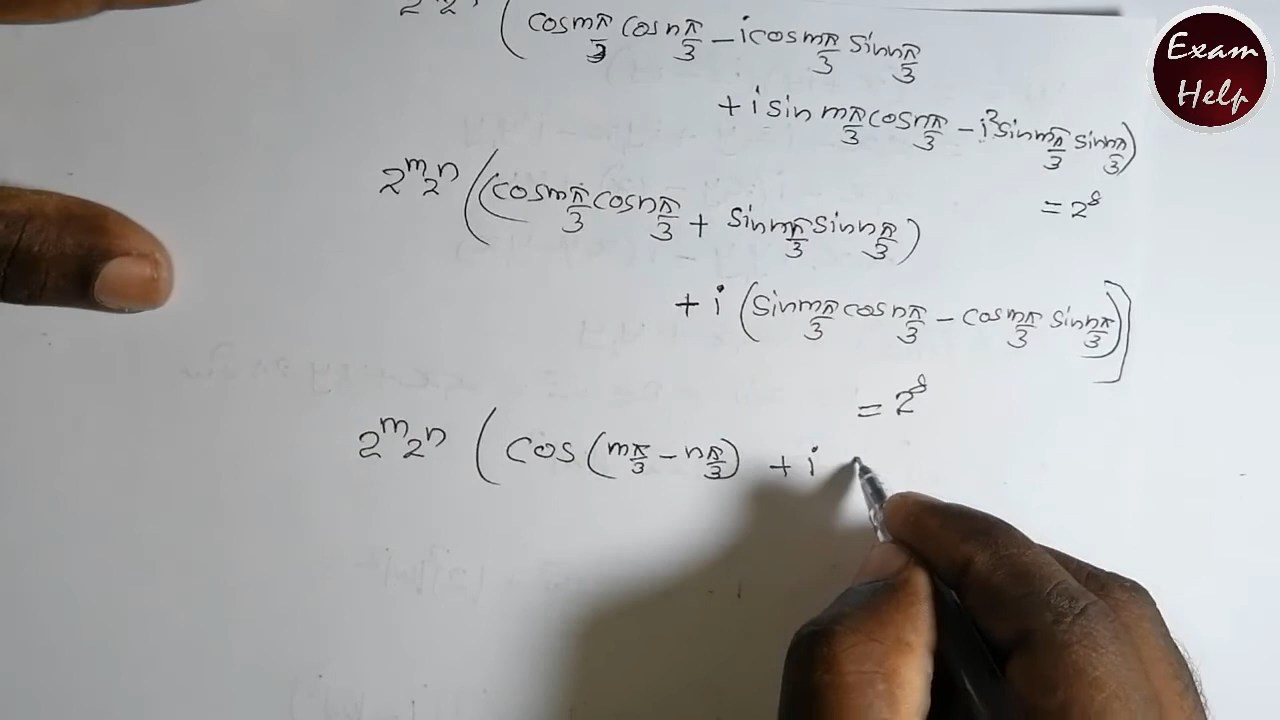 2^m 2^n (cos mπ/3 cos nπ/3 − i cos mπ/3 sin nπ/3
+ i sin mπ/3 cos nπ/3 − i² sin mπ/3 sin nπ/3)
= 2^8
2^m 2^n ((cos mπ/3 cos nπ/3 + sin mπ/3 sin nπ/3)
+ i (sin mπ/3 cos nπ/3 − cos mπ/3 sin nπ/3)]
= 2^8
2^m 2^n (cos(mπ/3 − nπ/3) + i
Exam
Help